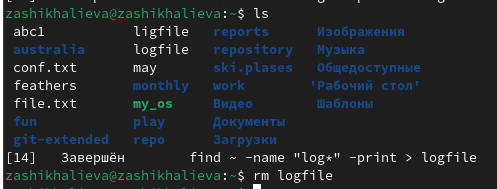 zashikhalieva@zashikhalieva:~$ ls
abc1 ligfile reports Изображения
australia logfile repository Музыка
conf.txt may ski.plases Общедоступные
feathers monthly work 'Рабочий стол'
file.txt my_os Видео Шаблоны
fun play Документы
git-extended repo Загрузки
[14] Завершён find ~ -name "log*" -print > logfile
zashikhalieva@zashikhalieva:~$ rm logfile